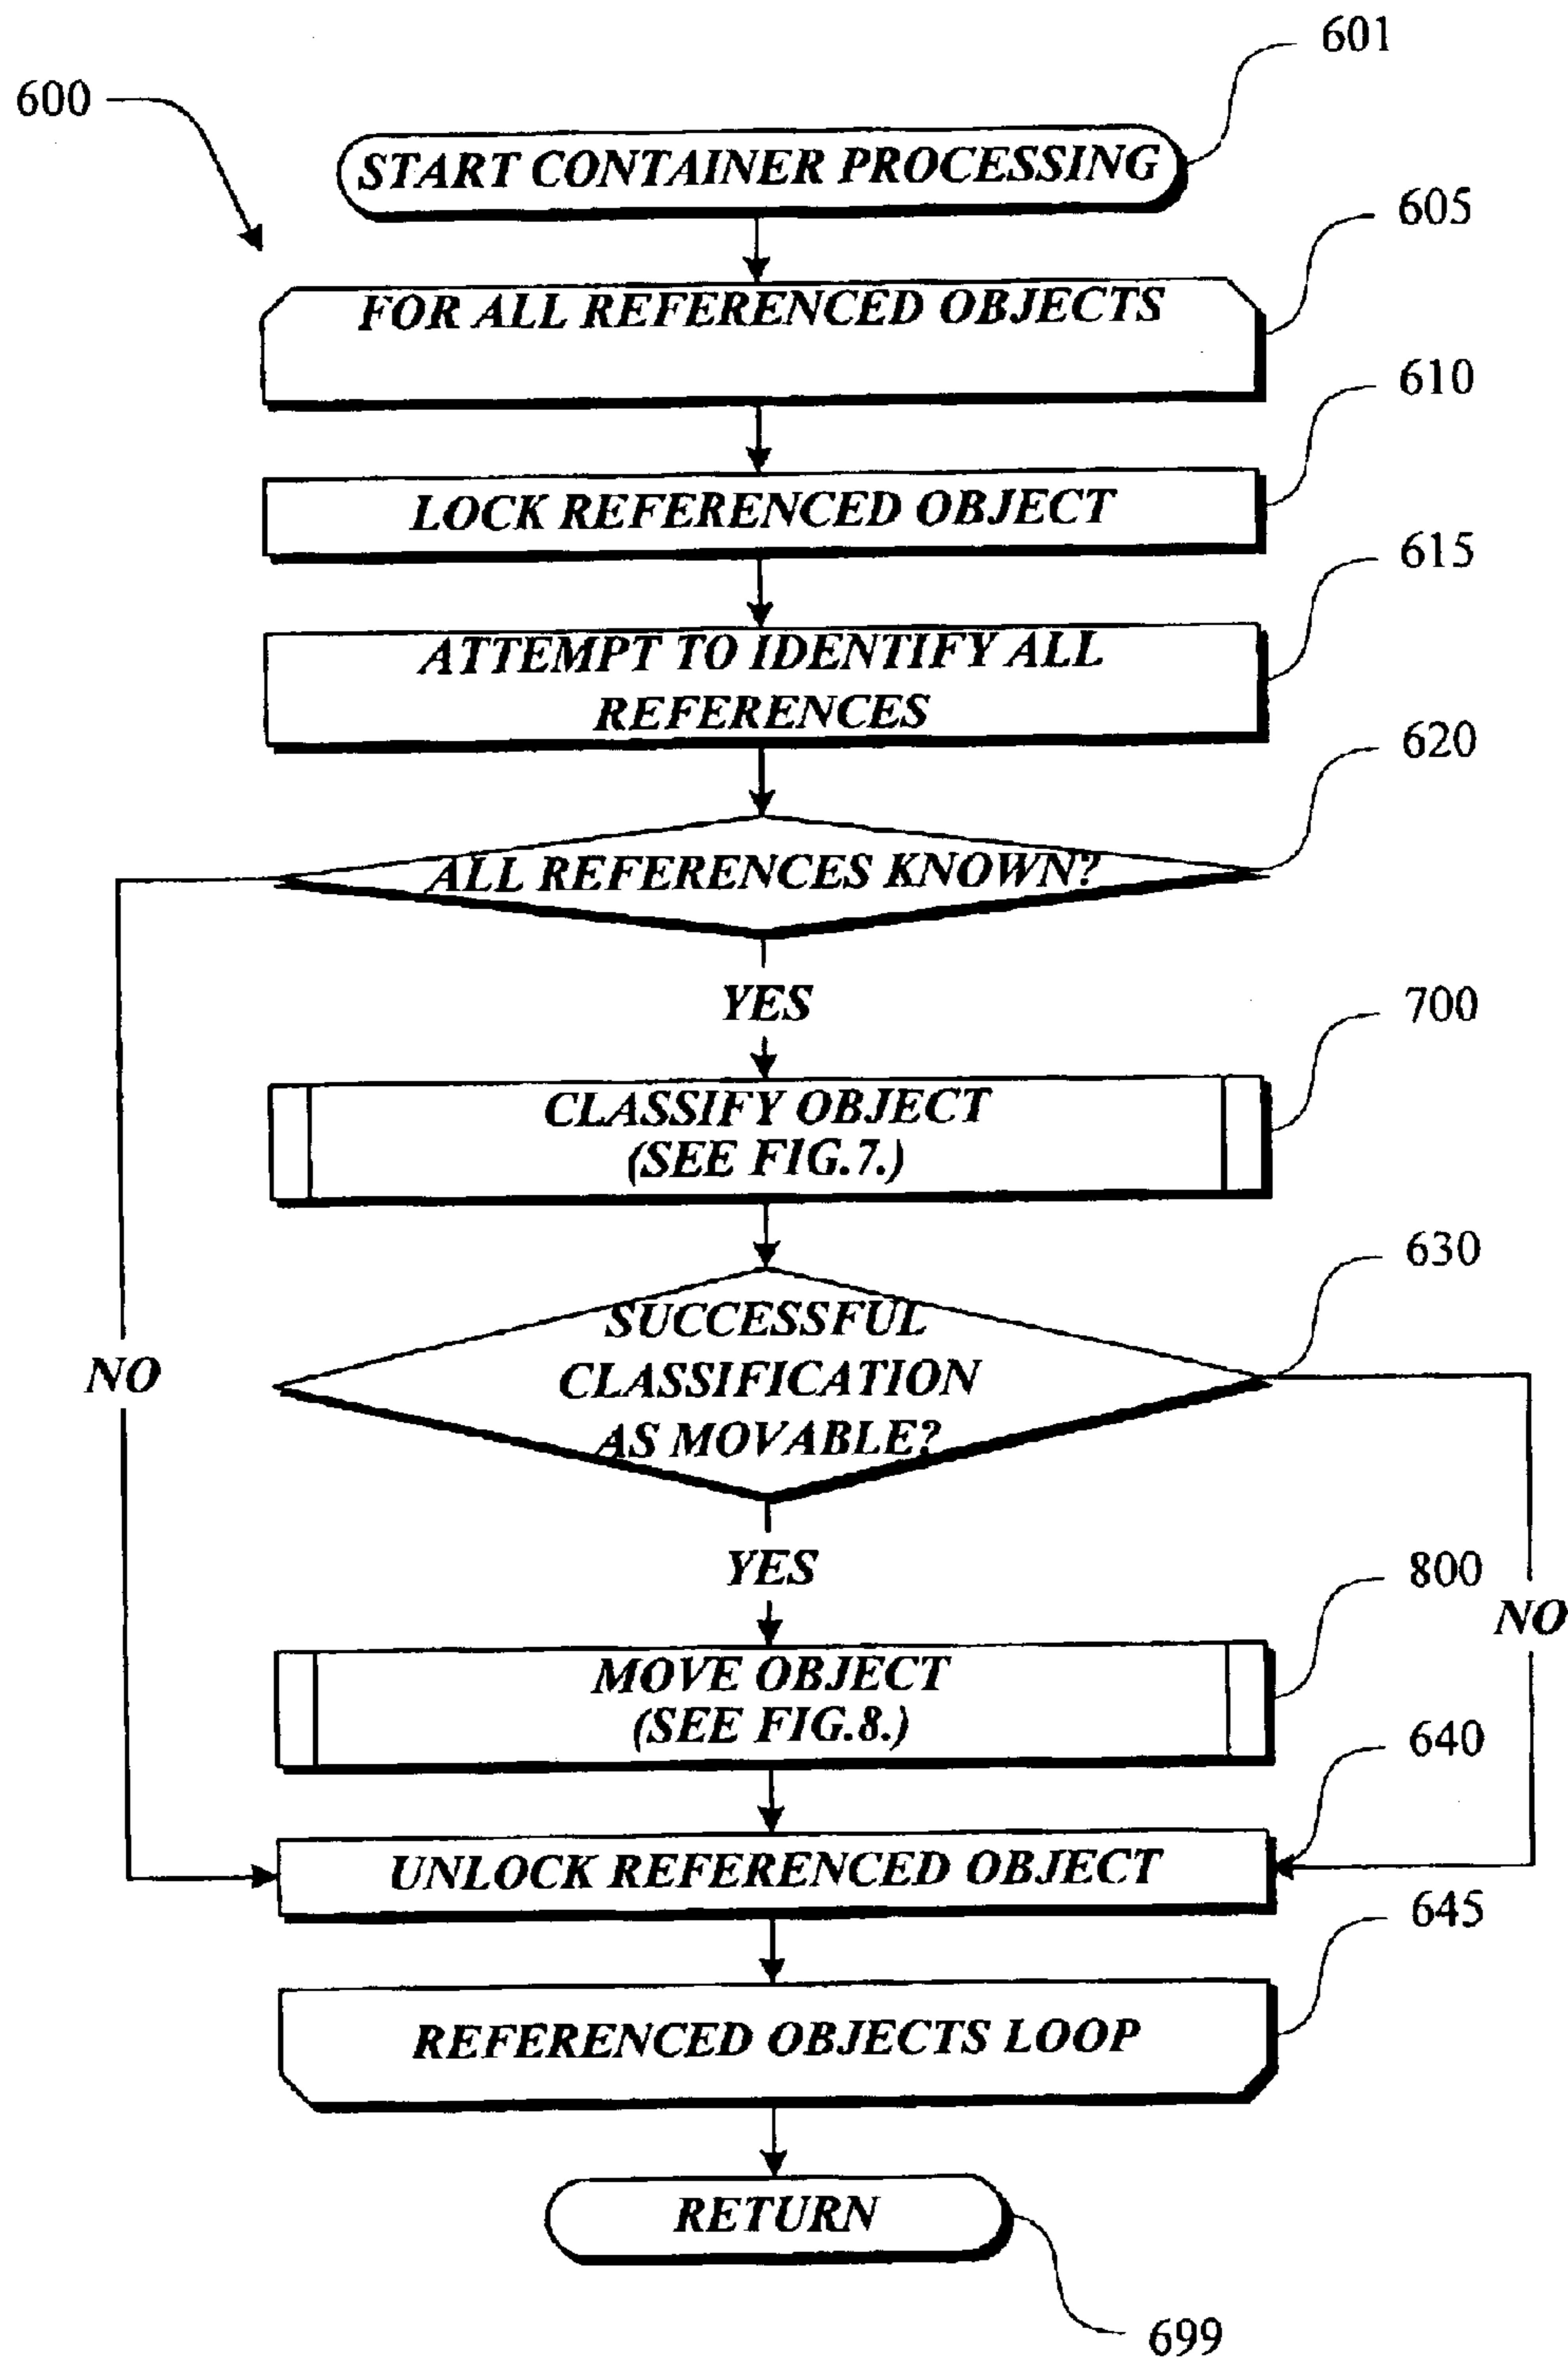 601
600
START CONTAINER PROCESSING
605
FOR ALL REFERENCED OBJECTS
610
LOCK REFERENCED OBJECT
615
ATTEMPT TO IDENTIFY ALL
REFERENCES
620
ALL REFERENCES KNOWN?
YES
700
CLASSIFY OBJECT
(SEE FIG.7.)
630
SUCCESSFUL
CLASSIFICATION
AS MOVABLE?
NO
YES
800
NO
MOVE OBJECT
(SEE FIG.8.)
640
UNLOCK REFERENCED OBJECT
645
REFERENCED OBJECTS LOOP
RETURN
699